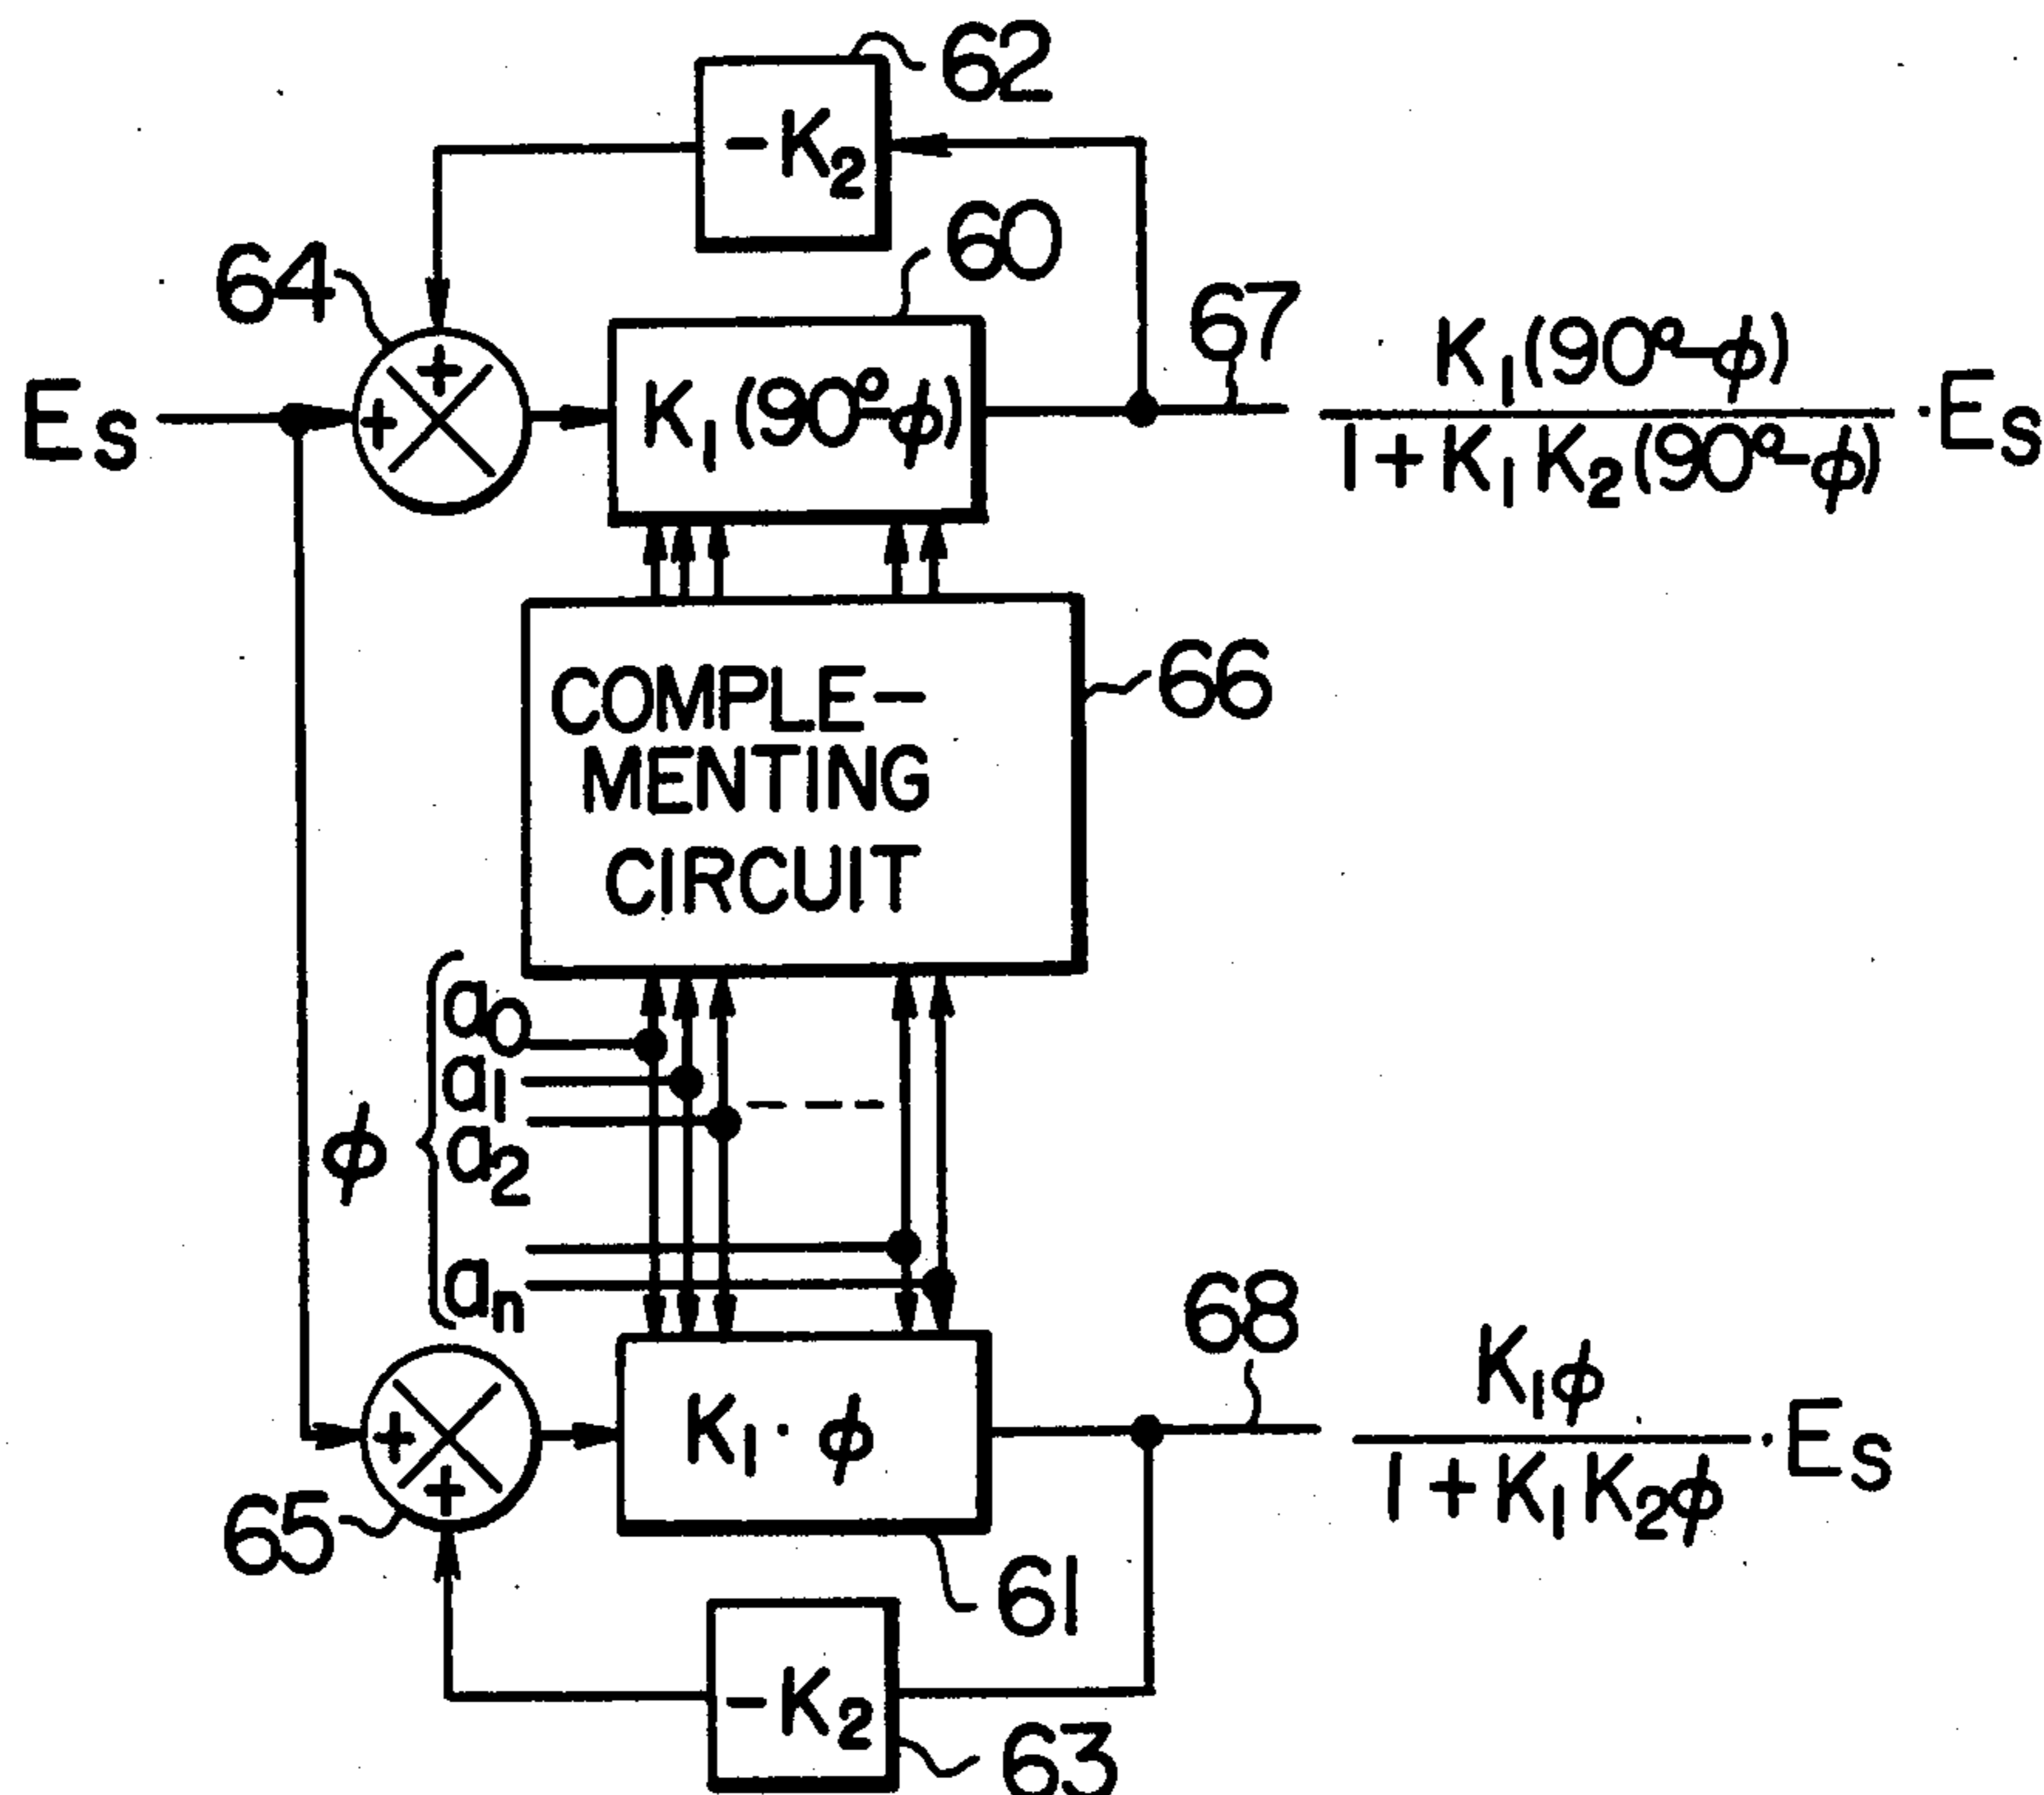 62
-K2
60
64
67
Es
+
+
K1(90°-φ)
K1(90°-φ)
1+K1K2(90°-φ)
·Es
COMPLE-
MENTING
CIRCUIT
66
a0
a1
a2
an
φ
68
K1·φ
K1φ
1+K1K2φ
·Es
+
+
65
61
-K2
63